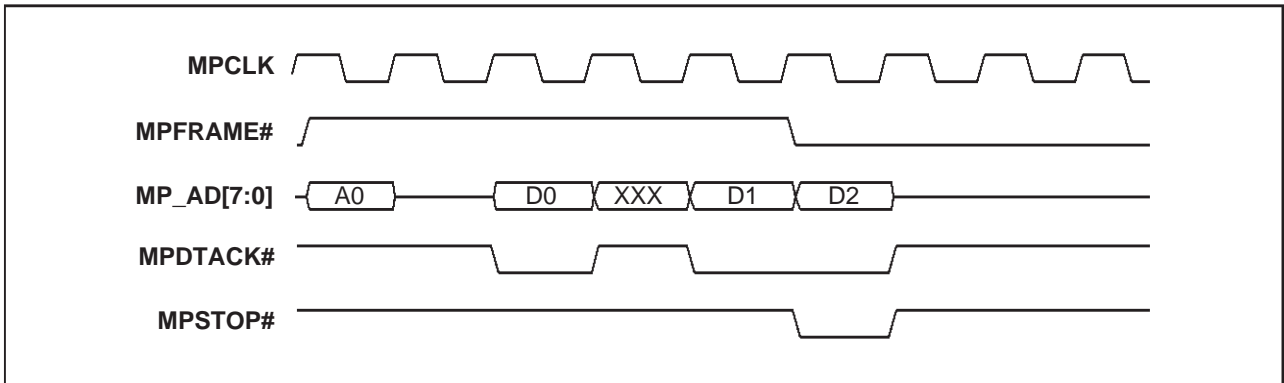 MPCLK
MPFRAME#
MP_AD[7:0] A0 D0 XXX D1 D2
MPDTACK#
MPSTOP#